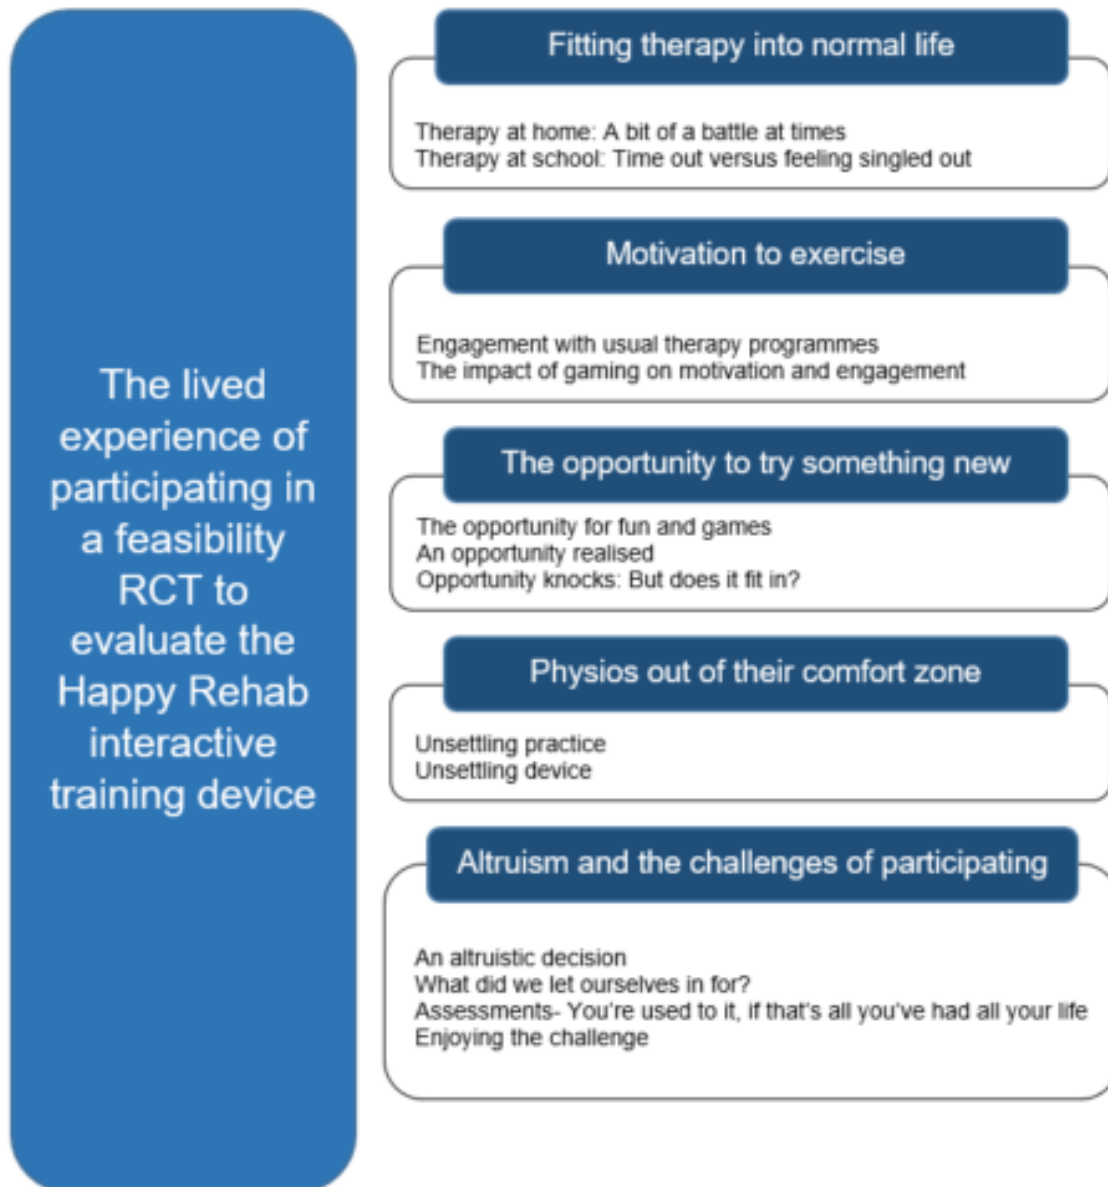 The lived
experience of
participating in
a feasibility
RCT to
evaluate the
Happy Rehab
interactive
training device
Fitting therapy into normal life
Therapy at home: A bit of a battle at times
Therapy at school: Time out versus feeling singled out
Motivation to exercise
Engagement with usual therapy programmes
The impact of gaming on motivation and engagement
The opportunity to try something new
The opportunity for fun and games
An opportunity realised
Opportunity knocks: But does it fit in?
Physios out of their comfort zone
Unsettling practice
Unsettling device
Altruism and the challenges of participating
An altruistic decision
What did we let ourselves in for?
Assessments- You're used to it, if that's all you've had all your life
Enjoying the challenge